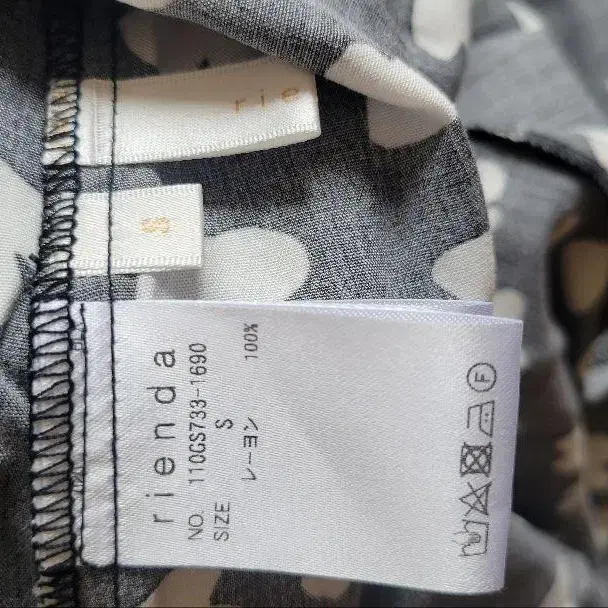 rie
S
rienda
NO. 110GS733-1690
SIZE S
レーヨン 100%
F